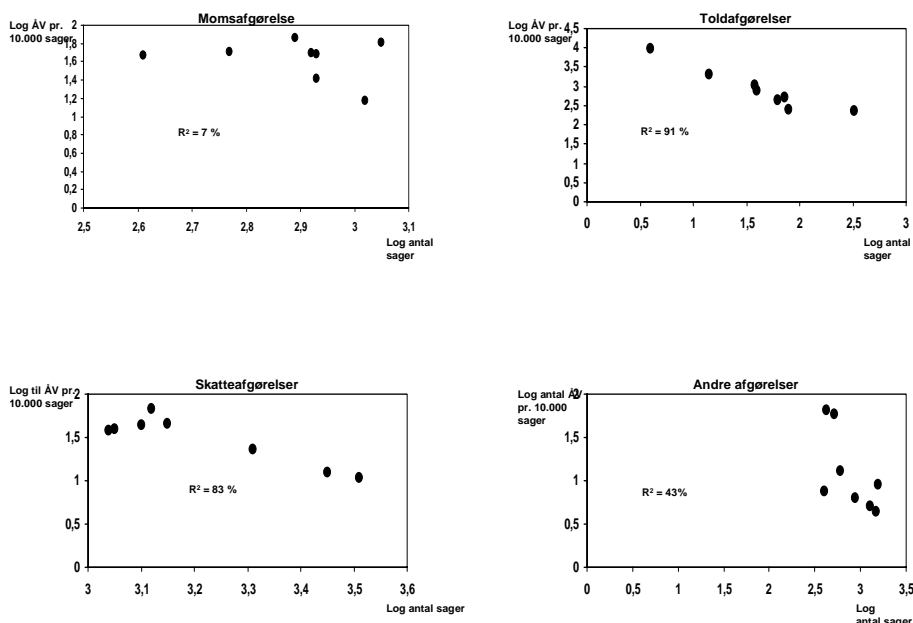 Momsafgørelse
Log ÅV pr.
10.000 sager
2
1,8
1,6
1,4
1,2
1
0,8
0,6
0,4
0,2
0
R² = 7 %
2,5 2,6 2,7 2,8 2,9 3 3,1
Log antal
sager
Toldafgørelser
Log ÅV pr.
10.000 sager
4,5
4
3,5
3
2,5
2
1,5
1
0,5
0
R² = 91 %
0 0,5 1 1,5 2 2,5 3
Log antal
sager
Skatteafgørelser
Log til ÅV pr.
10.000 sager
2
1,5
1
0,5
0
R² = 83 %
3 3,1 3,2 3,3 3,4 3,5 3,6
Log antal sager
Andre afgørelser
Log antal ÅV
pr. 10.000
sager
2
1,5
1
0,5
0
R² = 43%
0 0,5 1 1,5 2 2,5 3 3,5
Log
antal sager